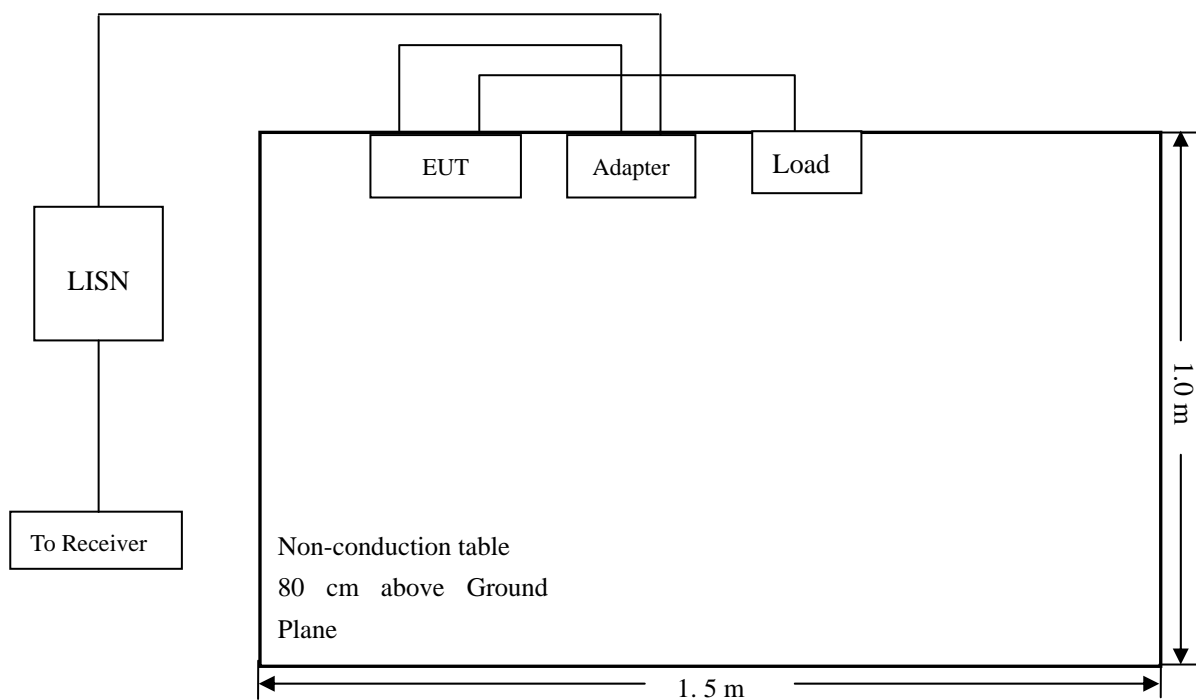 EUT
Adapter
Load
LISN
1.0 m
To Receiver
Non-conduction table
80 cm above Ground
Plane
1. 5 m